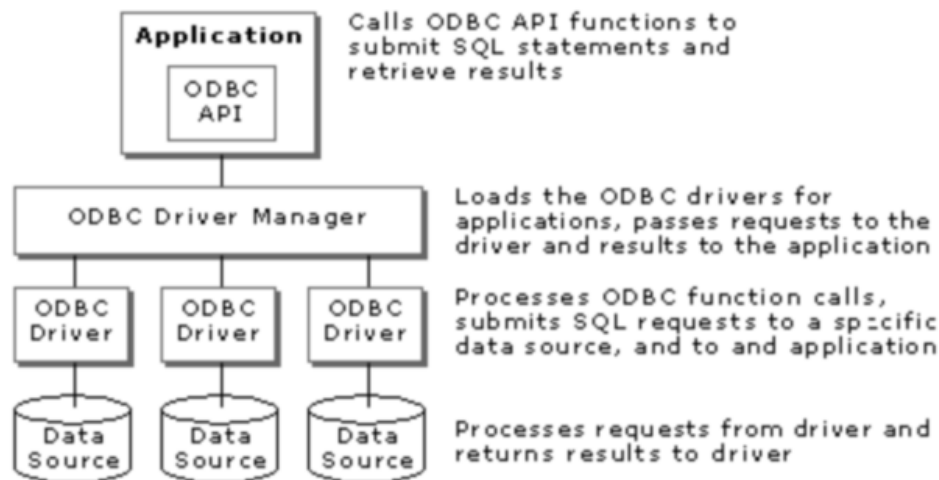 Application
ODBC
API
Calls ODBC API functions to
submit SQL statements and
retrieve results
ODBC Driver Manager
Loads the ODBC drivers for
applications, passes requests to the
driver and results to the application
ODBC
Driver
ODBC
Driver
ODBC
Driver
Processes ODBC function calls,
submits SQL requests to a specific
data source, and to and application
Data
Source
Data
Source
Data
Source
Processes requests from driver and
returns results to driver